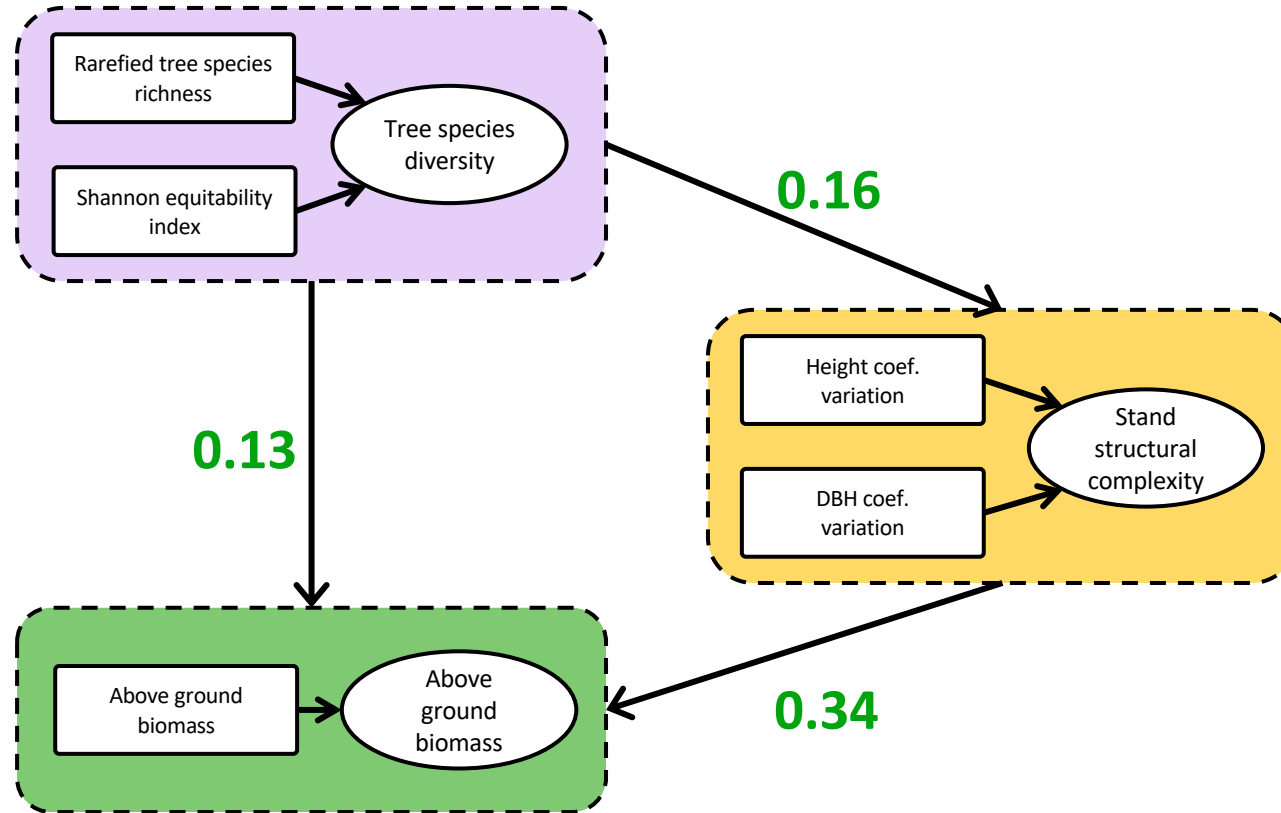 Rarefied tree species
richness
Tree species
diversity
Shannon equitability
index
0.16
Height coef.
variation
Stand
structural
complexity
DBH coef.
variation
0.13
Above ground
biomass
Above
ground
biomass
0.34